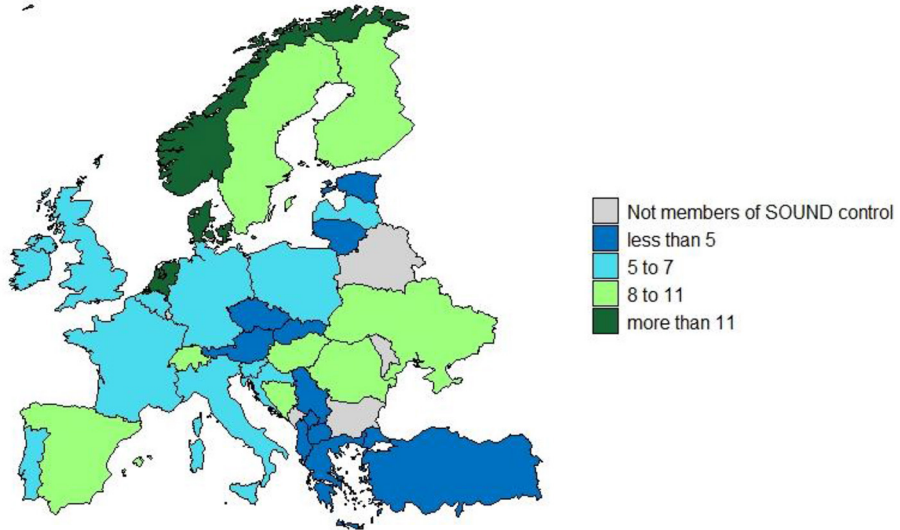 Not members of SOUND control
less than 5
5 to 7
8 to 11
more than 11